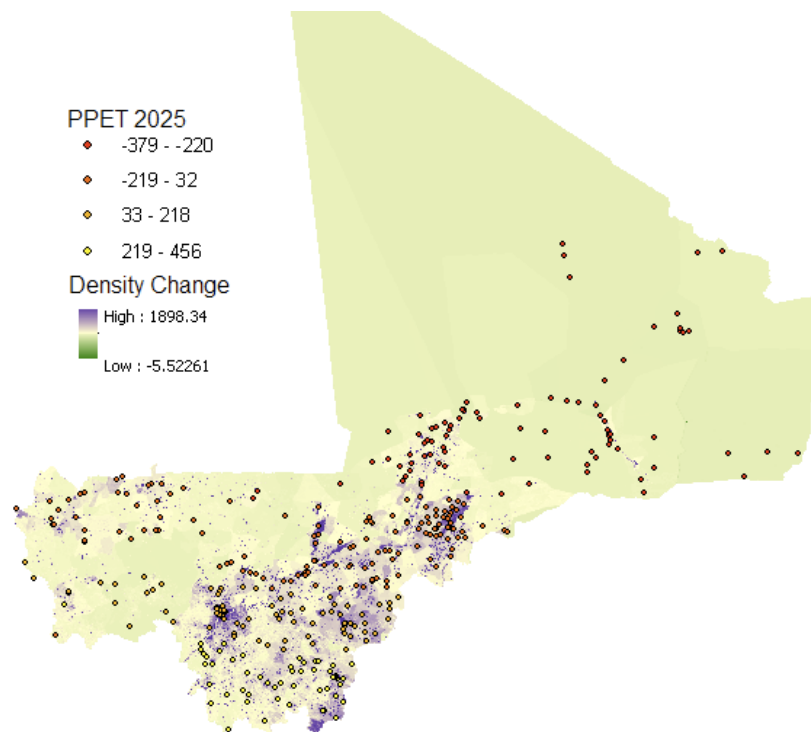 PPET 2025
-379 - -220
-219 - 32
33 - 218
219 - 456
Density Change
High : 1898.34
Low : -5.52261